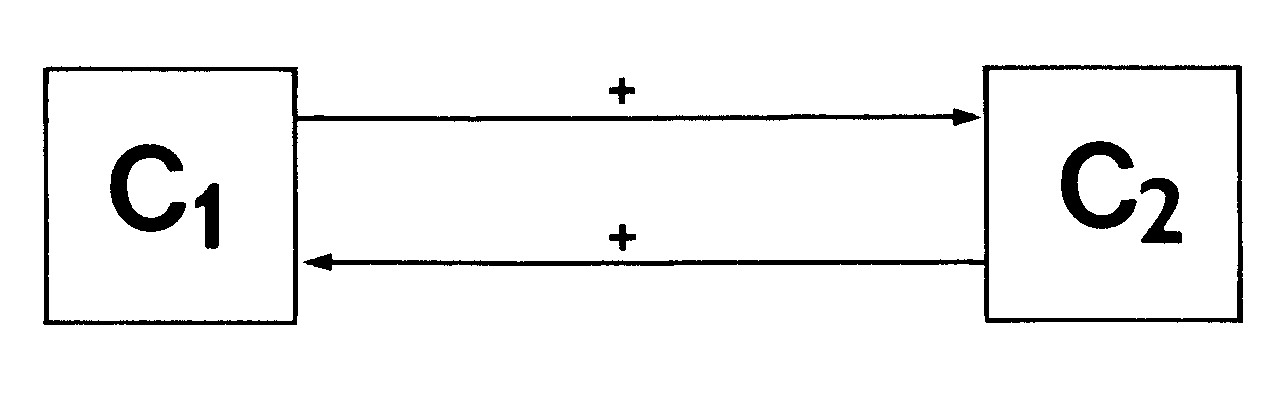 +
C₁
C₂
+